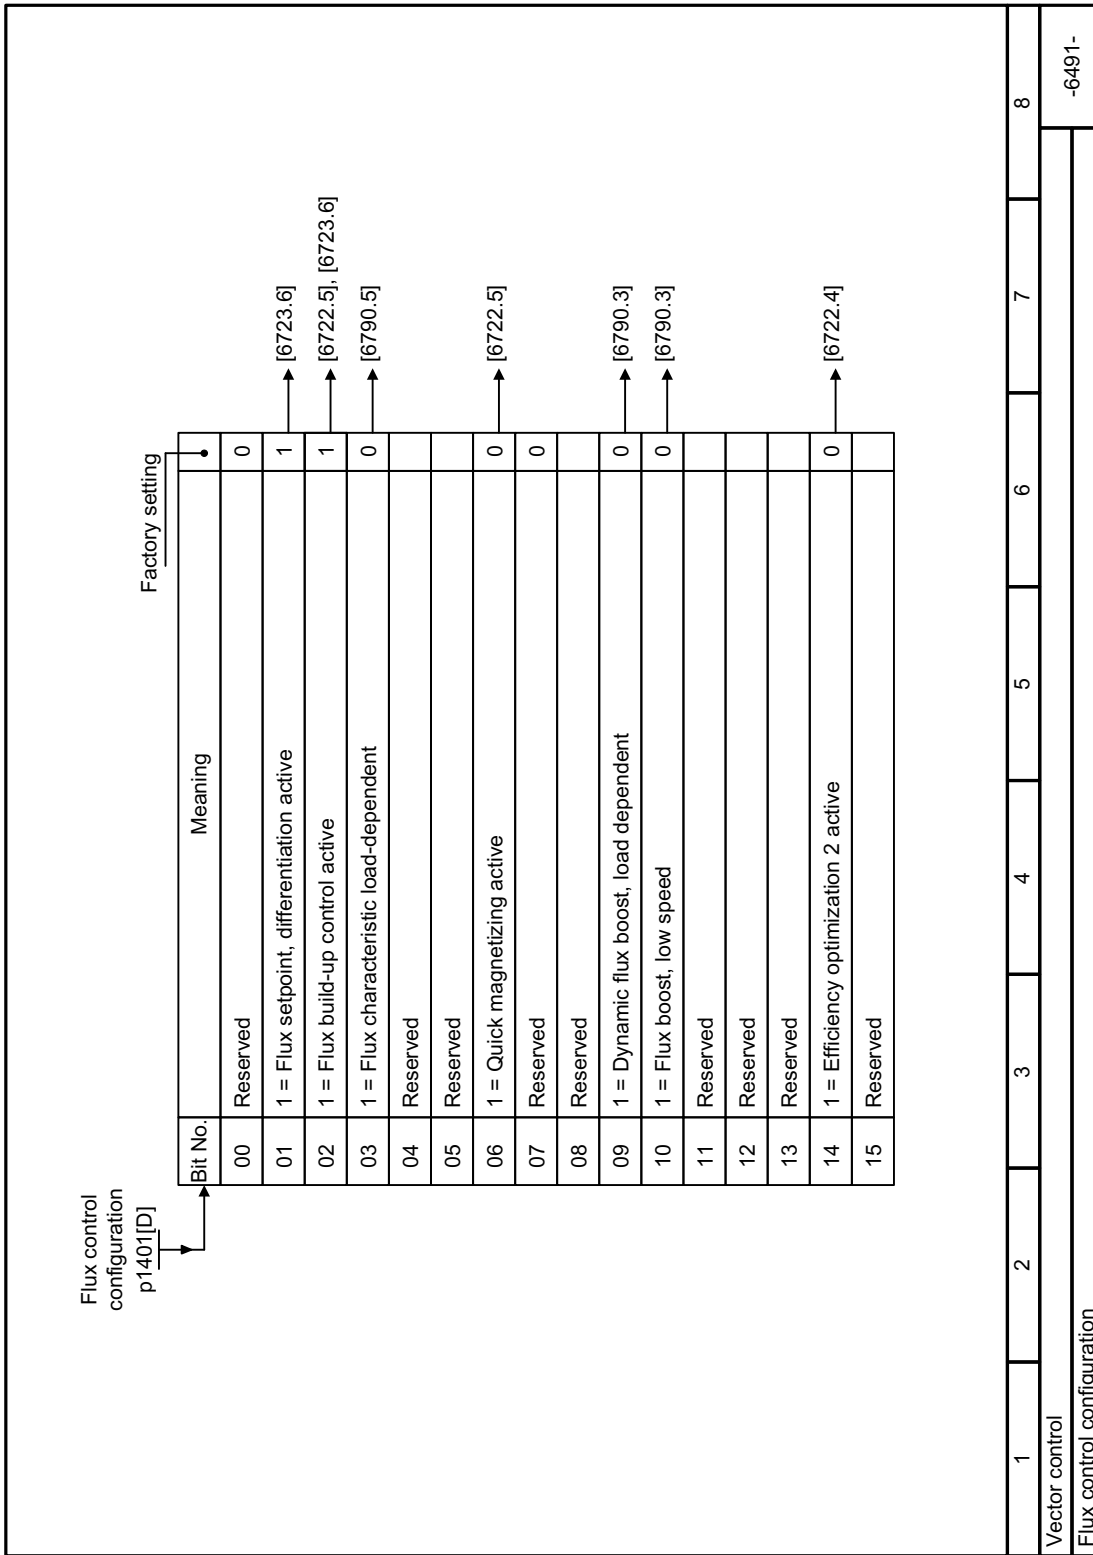 Flux control
configuration
p1401[D]
Factory setting
Bit No. Meaning
00 Reserved 0
01 1 = Flux setpoint, differentiation active 1 [6723.6]
02 1 = Flux build-up control active 1 [6722.5], [6723.6]
03 1 = Flux characteristic load-dependent 0 [6790.5]
04 Reserved
05 Reserved
06 1 = Quick magnetizing active 0 [6722.5]
07 Reserved 0
08 Reserved
09 1 = Dynamic flux boost, load dependent 0 [6790.3]
10 1 = Flux boost, low speed 0 [6790.3]
11 Reserved
12 Reserved
13 Reserved
14 1 = Efficiency optimization 2 active 0 [6722.4]
15 Reserved
1 2 3 4 5 6 7 8
Vector control
-6491-
Flux control configuration